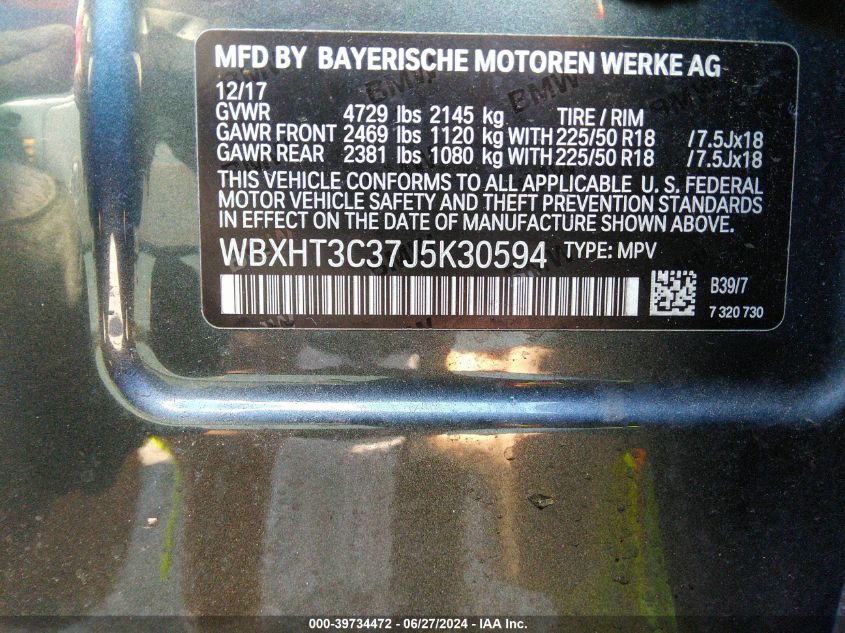 MFD BY BAYERISCHE MOTOREN WERKE AG
12/17
GVWR 4729 lbs 2145 kg TIRE / RIM
GAWR FRONT 2469 lbs 1120 kg WITH 225/50 R18 /7.5Jx18
GAWR REAR 2381 lbs 1080 kg WITH 225/50 R18 /7.5Jx18
THIS VEHICLE CONFORMS TO ALL APPLICABLE U. S. FEDERAL
MOTOR VEHICLE SAFETY AND THEFT PREVENTION STANDARDS
IN EFFECT ON THE DATE OF MANUFACTURE SHOWN ABOVE
WBXHT3C37J5K30594 TYPE: MPV
B39/7
7 320 730
000-39734472 - 06/27/2024 - IAA Inc.